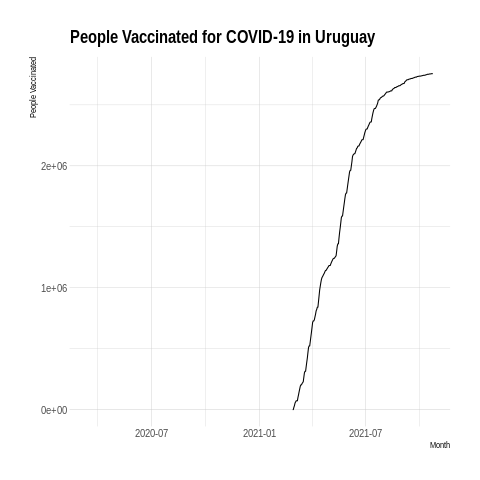 People Vaccinated for COVID-19 in Uruguay
People Vaccinated
2e+06
1e+06
0e+00
2020-07 2021-01 2021-07
Month